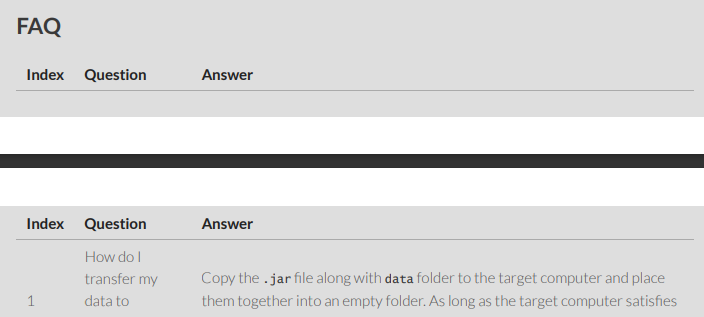 FAQ
Index Question Answer
Index Question Answer
How do I
transfer my
Copy the .jar file along with data folder to the target computer and place
1 data to them together into an empty folder. As long as the target computer satisfies